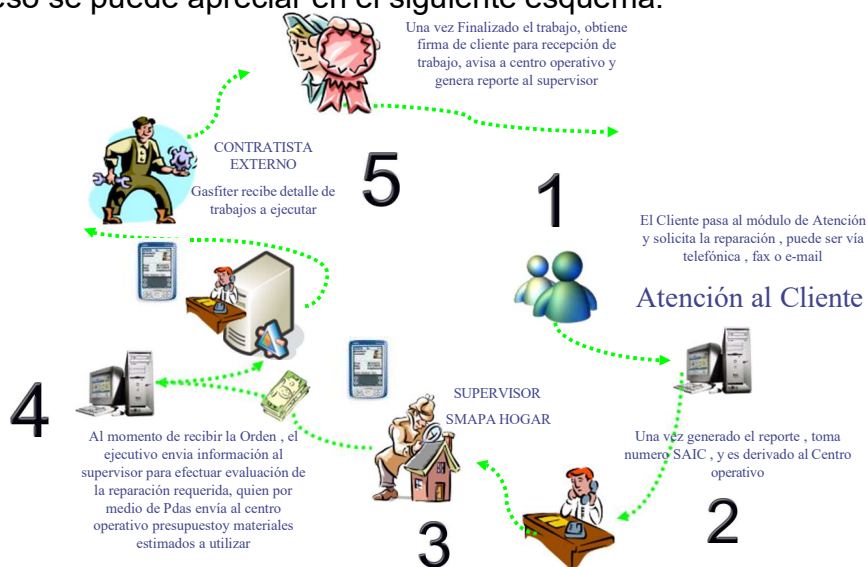 eso se puede apreciar en el siguiente esquema:
Una vez Finalizado el trabajo, obtiene
firma de cliente para recepción de
trabajo, avisa a centro operativo y
genera reporte al supervisor
CONTRATISTA
EXTERNO
Gasfiter recibe detalle de
trabajos a ejecutar
5
1
El Cliente pasa al módulo de Atención
y solicita la reparación , puede ser vía
telefónica , fax o e-mail
Atención al Cliente
Una vez generado el reporte , toma
numero SAIC , y es derivado al Centro
operativo
2
SUPERVISOR
SMAPA HOGAR
3
4
Al momento de recibir la Orden , el
ejecutivo envia información al
supervisor para efectuar evaluación de
la reparación requerida, quien por
medio de Pdas envía al centro
operativo presupuestoy materiales
estimados a utilizar